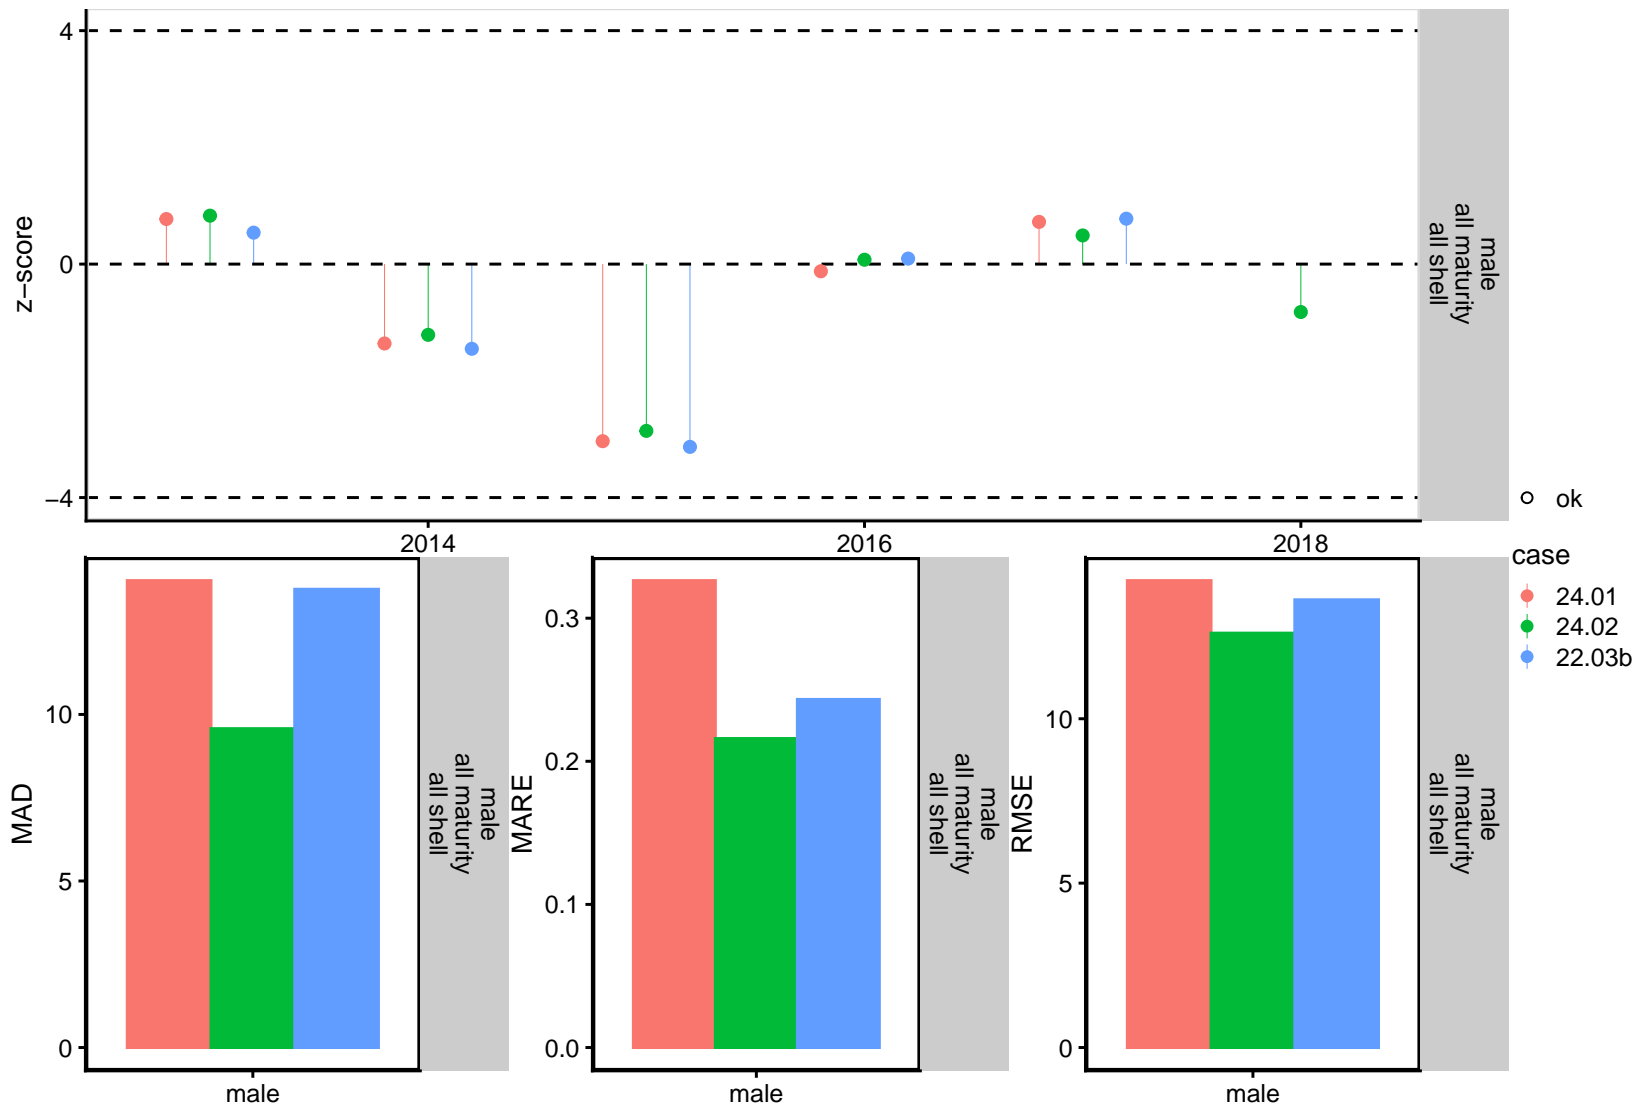 z−score
4
0
−4
2014
2016
2018
male
all maturity
all shell
ok
case
24.01
24.02
22.03b
MAD
10
5
0
male
male
all maturity
all shell
MARE
0.3
0.2
0.1
0.0
male
male
all maturity
all shell
RMSE
10
5
0
male
male
all maturity
all shell